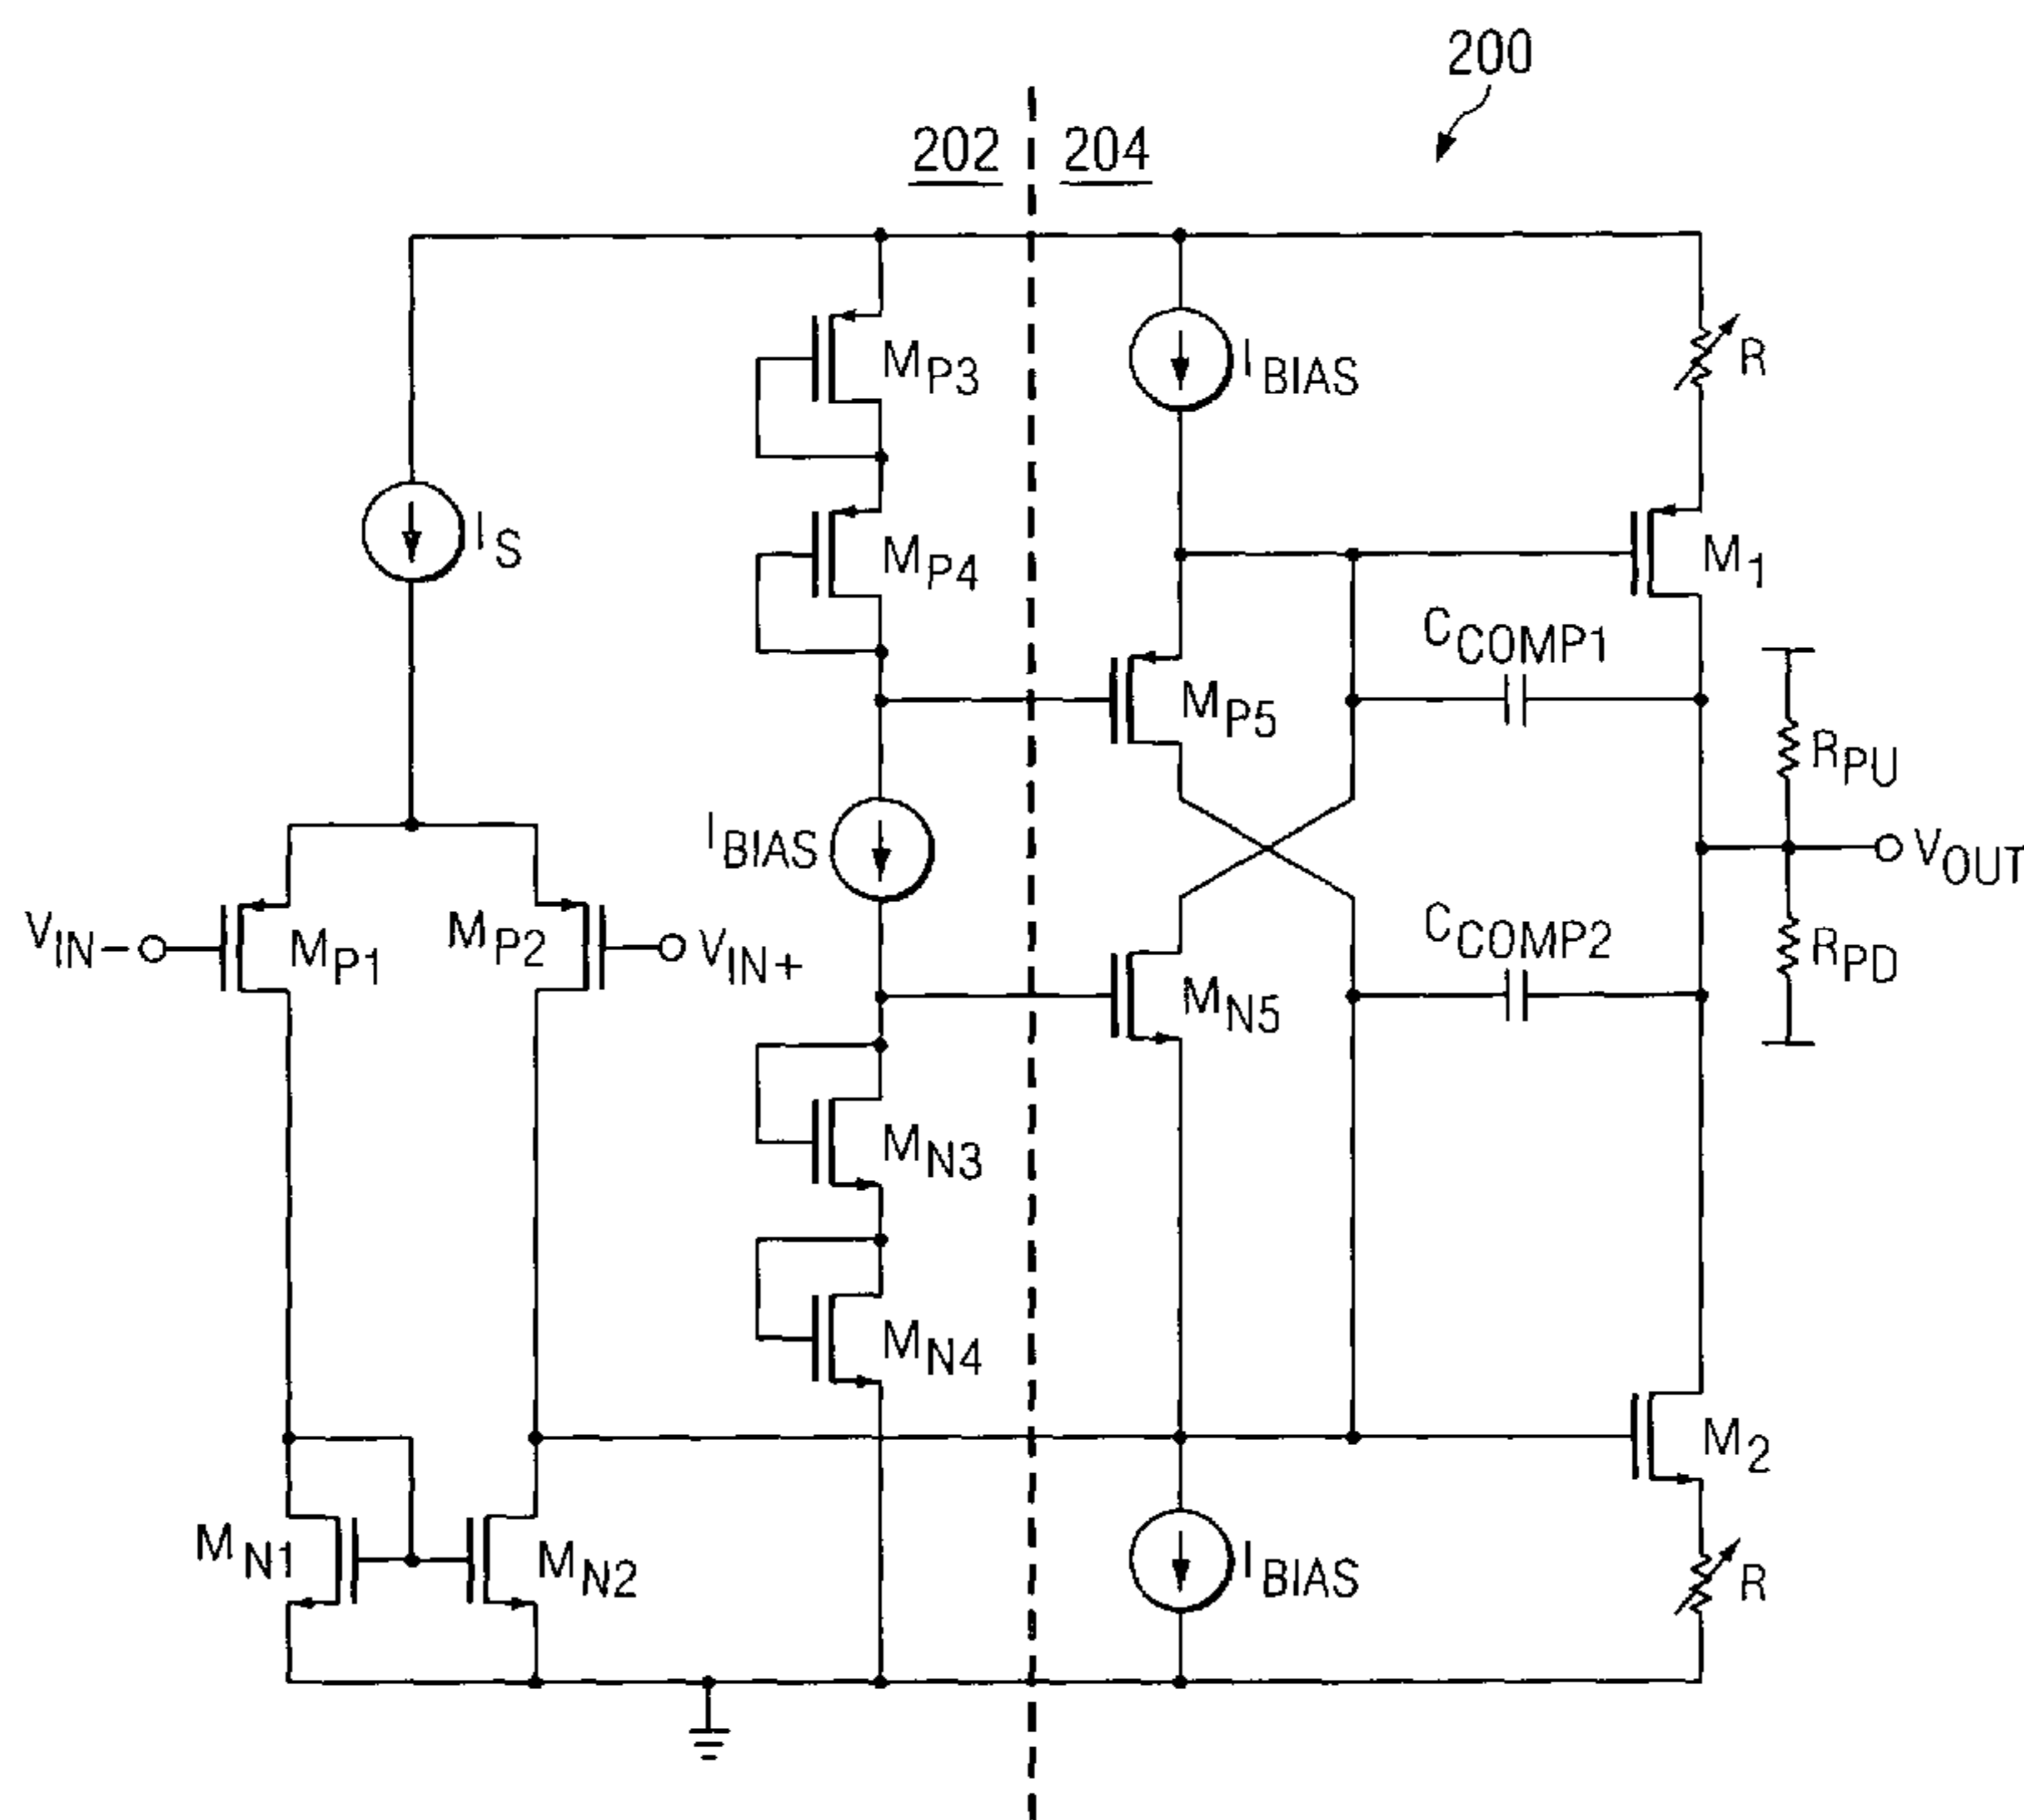 200
202 204
MP3
IBIAS
R
IS
MP4
M1
CCOMP1
MP5
RPU
IBIAS
VOUT
VIN-
MP1
MP2
VIN+
CCOMP2
RPD
MN5
MN3
MN4
M2
MN1
MN2
IBIAS
R